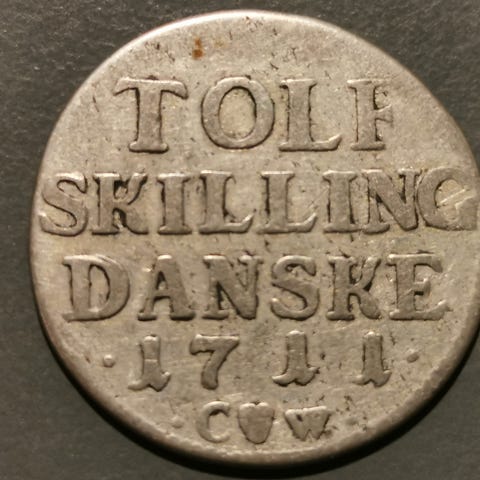 TOLF
SKILLING
DANSKE
·1711·
·C♥W·